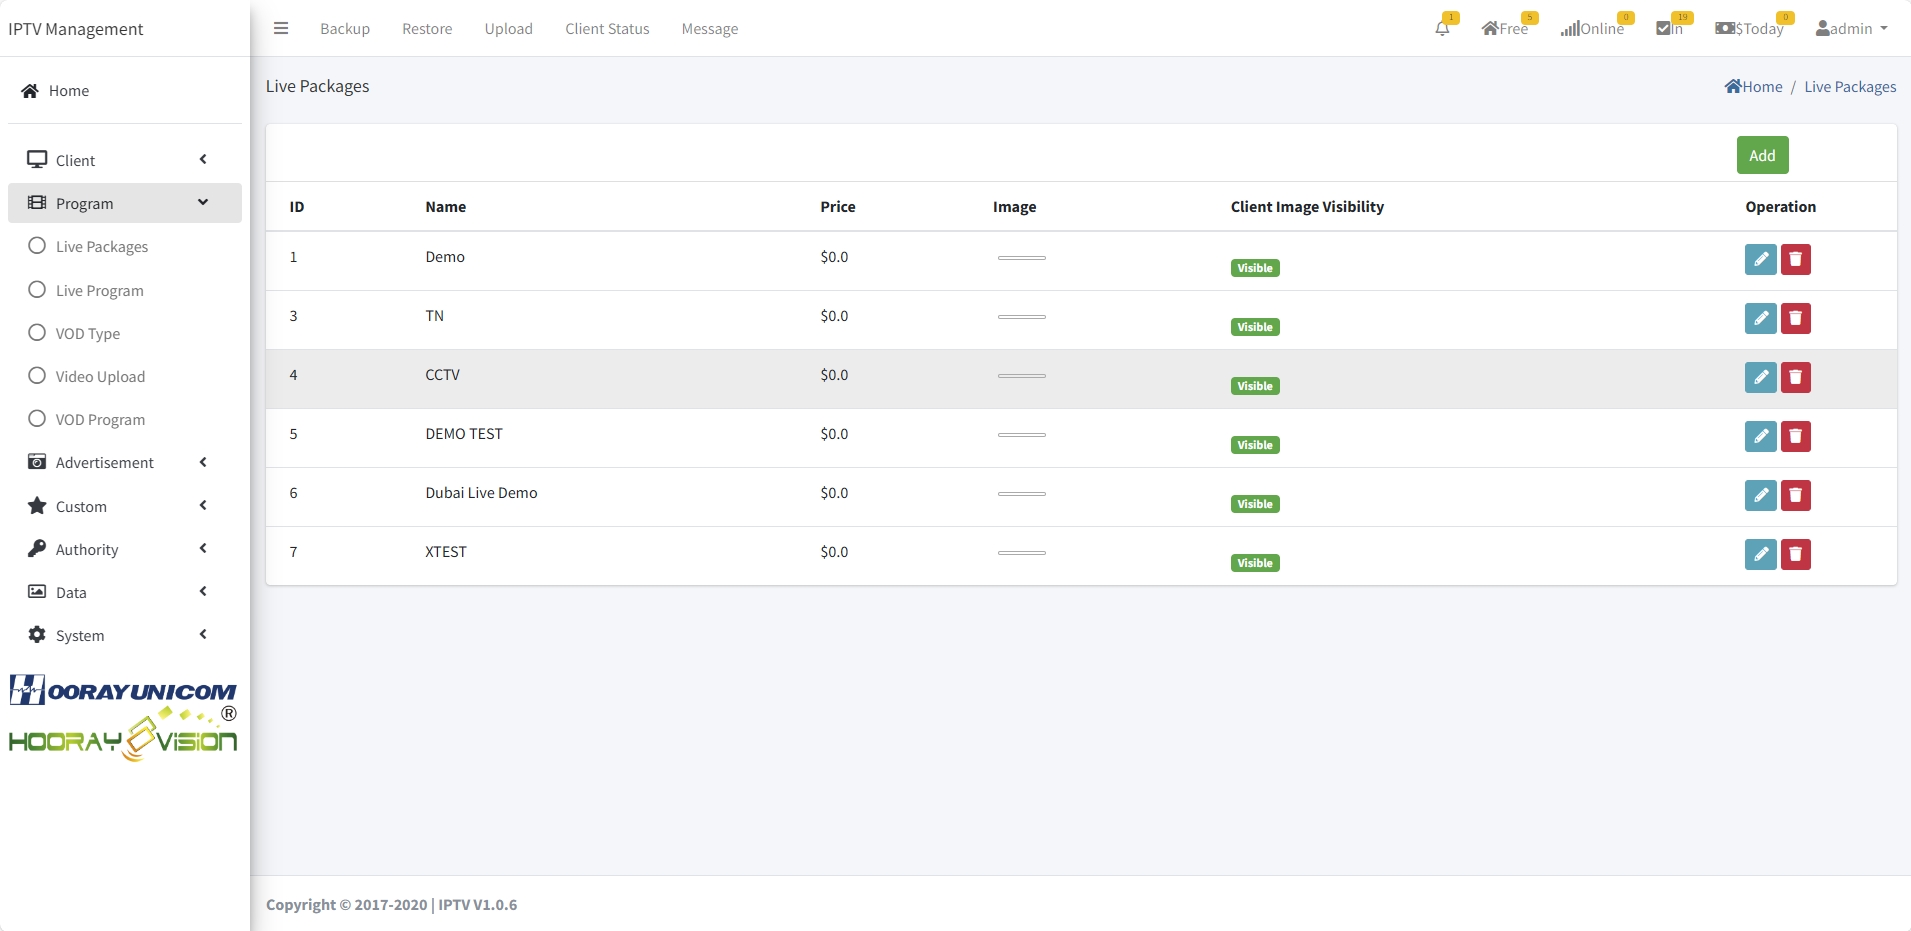 IPTV Management
Backup Restore Upload Client Status Message
1
Free 5
Online 0
In 19
$Today 0
admin
Home
Client
Program
Live Packages
Live Program
VOD Type
Video Upload
VOD Program
Advertisement
Custom
Authority
Data
System
HOORAYUNICOM
HOORAY VISION ®
Live Packages
Home / Live Packages
Add
ID Name Price Image Client Image Visibility Operation
1 Demo $0.0 Visible
3 TN $0.0 Visible
4 CCTV $0.0 Visible
5 DEMO TEST $0.0 Visible
6 Dubai Live Demo $0.0 Visible
7 XTEST $0.0 Visible
Copyright © 2017-2020 | IPTV V1.0.6